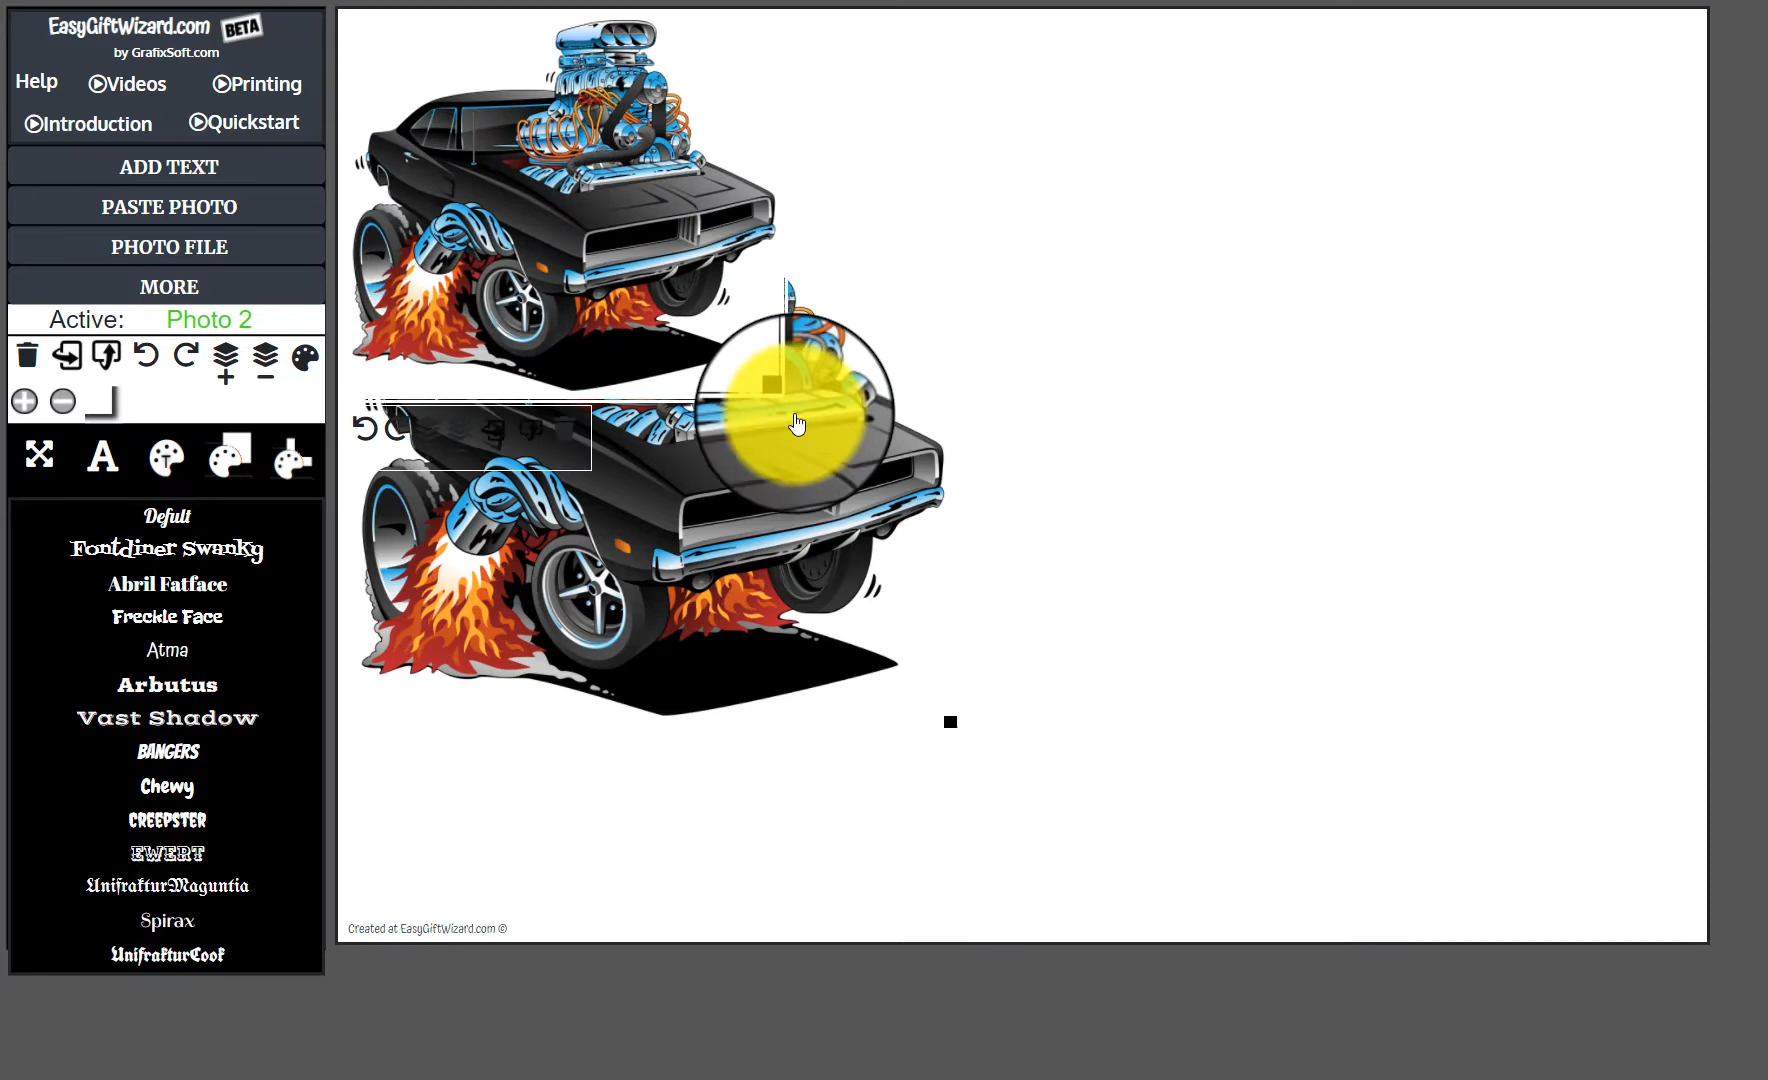 EasyGiftWizard.com BETA
by GrafixSoft.com
Help Videos Printing
Introduction Quickstart
ADD TEXT
PASTE PHOTO
PHOTO FILE
MORE
Active: Photo 2
A
T
Defult
Fontdiner Swanky
Abril Fatface
Freckle Face
Atma
Arbutus
Vast Shadow
BANGERS
Chewy
CREEPSTER
EWERT
UnifrakturMaguntia
Spirax
UnifrakturCook
Created at EasyGiftWizard.com ©